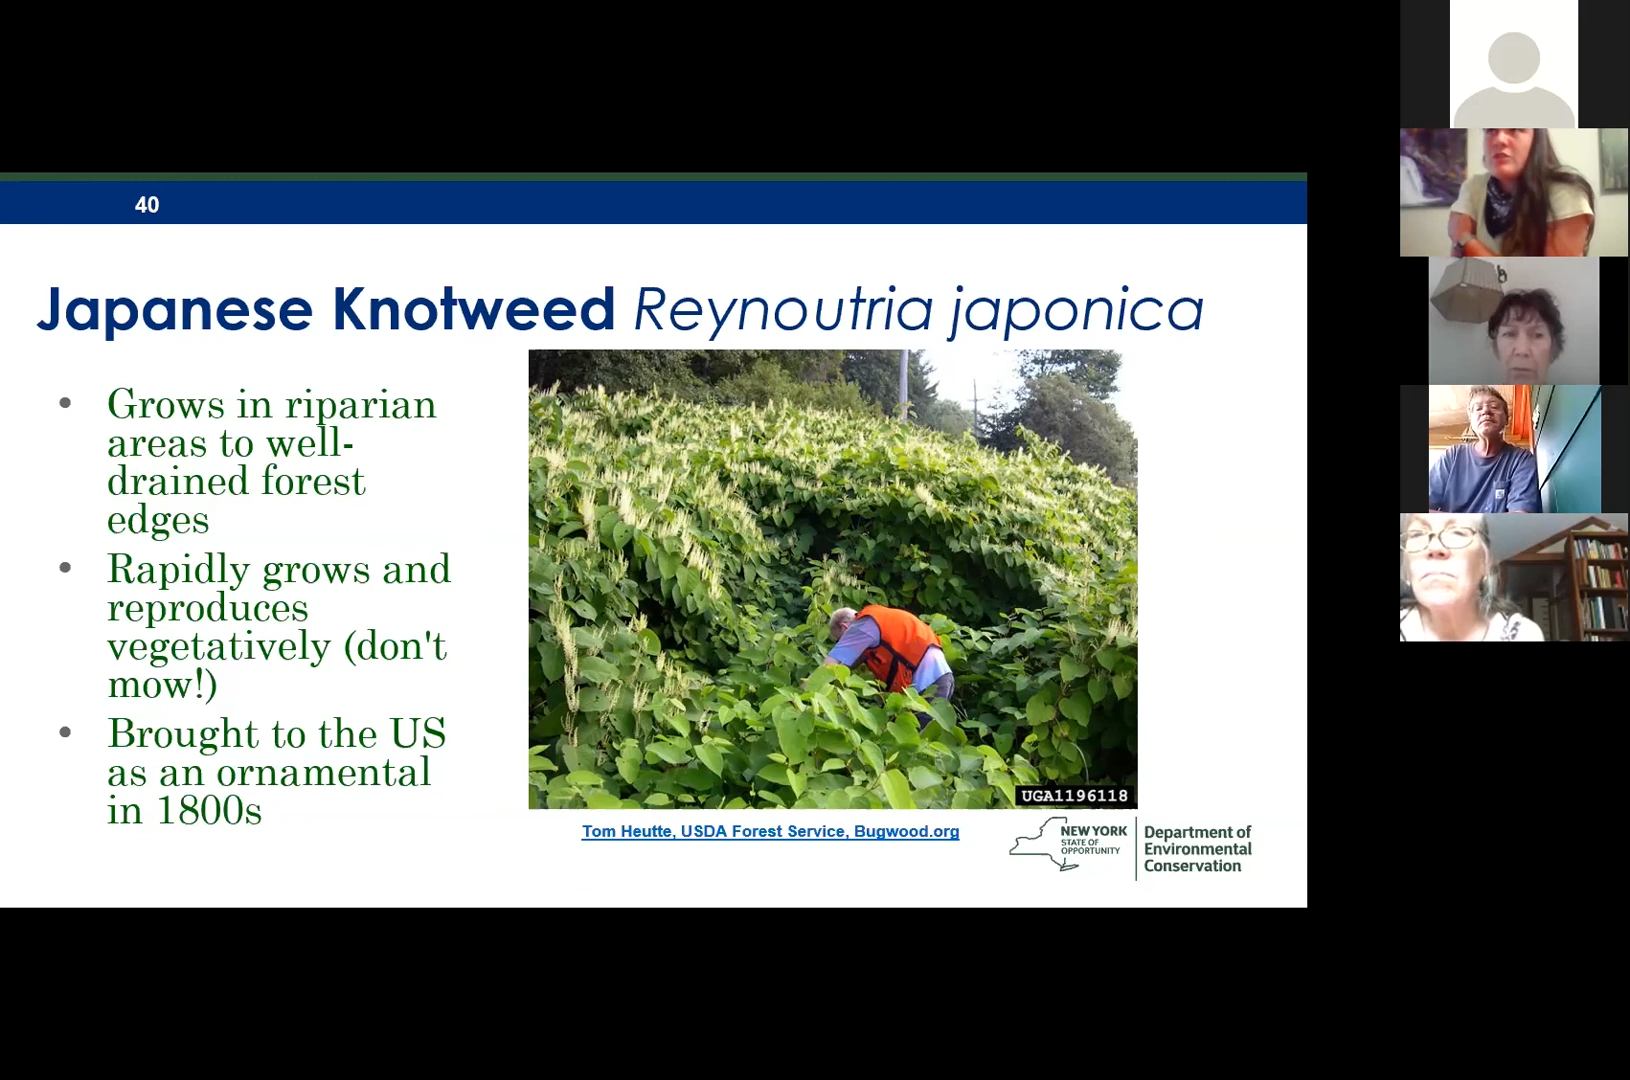 40
Japanese Knotweed Reynoutria japonica
• Grows in riparian
areas to well-
drained forest
edges
• Rapidly grows and
reproduces
vegetatively (don't
mow!)
• Brought to the US
as an ornamental
in 1800s
UGA1196118
Tom Heutte, USDA Forest Service, Bugwood.org
NEW YORK
STATE OF
OPPORTUNITY
Department of
Environmental
Conservation